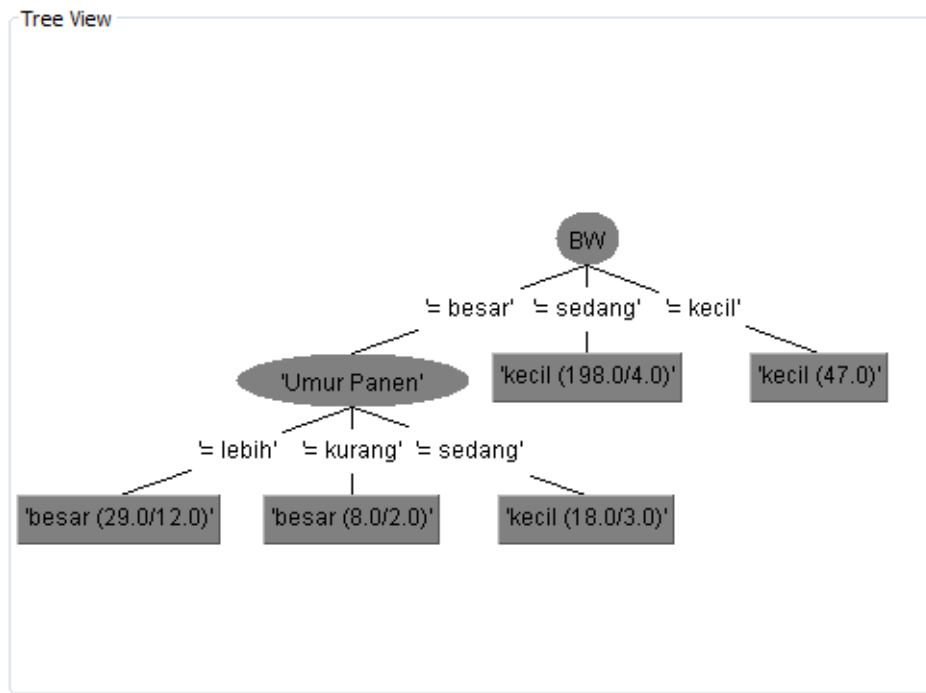 Tree View
BW
'= besar' '= sedang' '= kecil'
'Umur Panen' 'kecil (198.0/4.0)' 'kecil (47.0)'
'= lebih' '= kurang' '= sedang'
'besar (29.0/12.0)' 'besar (8.0/2.0)' 'kecil (18.0/3.0)'